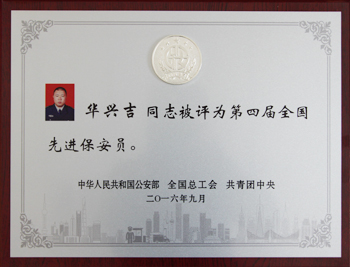 华兴吉 同志被评为第四届全国
先进保安员。
中华人民共和国公安部 全国总工会 共青团中央
二〇一六年九月